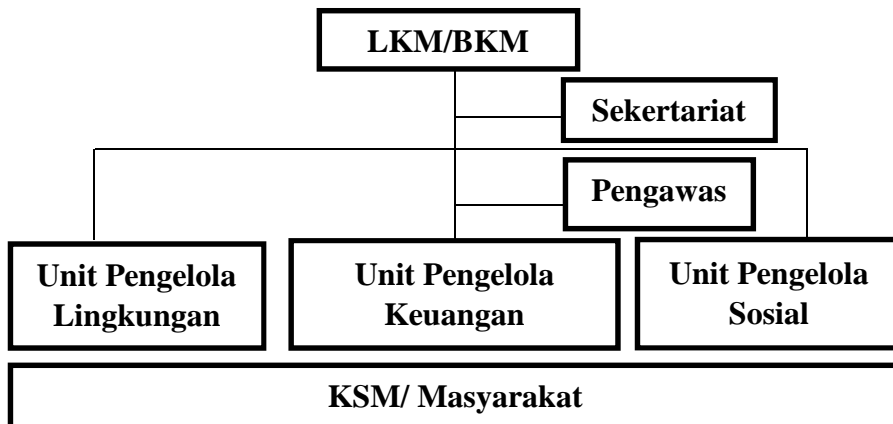 LKM/BKM
Sekertariat
Pengawas
Unit Pengelola
Lingkungan
Unit Pengelola
Keuangan
Unit Pengelola
Sosial
KSM/ Masyarakat